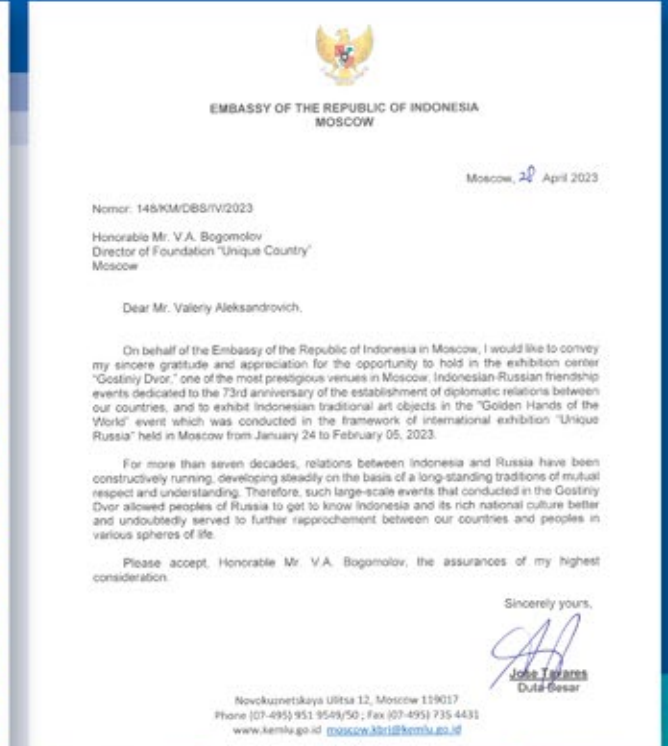 EMBASSY OF THE REPUBLIC OF INDONESIA
MOSCOW
Moscow, 28 April 2023
Nomor: 148/KM/DBS/IV/2023
Honorable Mr. V.A. Bogomolov
Director of Foundation "Unique Country"
Moscow
Dear Mr. Valeriy Aleksandrovich,
On behalf of the Embassy of the Republic of Indonesia in Moscow, I would like to convey
my sincere gratitude and appreciation for the opportunity to hold in the exhibition center
"Gostiniy Dvor," one of the most prestigious venues in Moscow, Indonesian-Russian friendship
events dedicated to the 73rd anniversary of the establishment of diplomatic relations between
our countries, and to exhibit Indonesian traditional art objects in the "Golden Hands of the
World" event which was conducted in the framework of international exhibition "Unique
Russia" held in Moscow from January 24 to February 05, 2023.
For more than seven decades, relations between Indonesia and Russia have been
constructively running, developing steadily on the basis of a long-standing traditions of mutual
respect and understanding. Therefore, such large-scale events that conducted in the Gostiniy
Dvor allowed peoples of Russia to get to know Indonesia and its rich national culture better
and undoubtedly served to further rapprochement between our countries and peoples in
various spheres of life.
Please accept, Honorable Mr. V.A. Bogomolov, the assurances of my highest
consideration.
Sincerely yours,
Jose Tavares
Duta Besar
Novokuznetskaya Ulitsa 12, Moscow 119017
Phone (07-495) 951 9549/50 ; Fax (07-495) 735 4431
www.kemlu.go.id moscow.kbri@kemlu.go.id